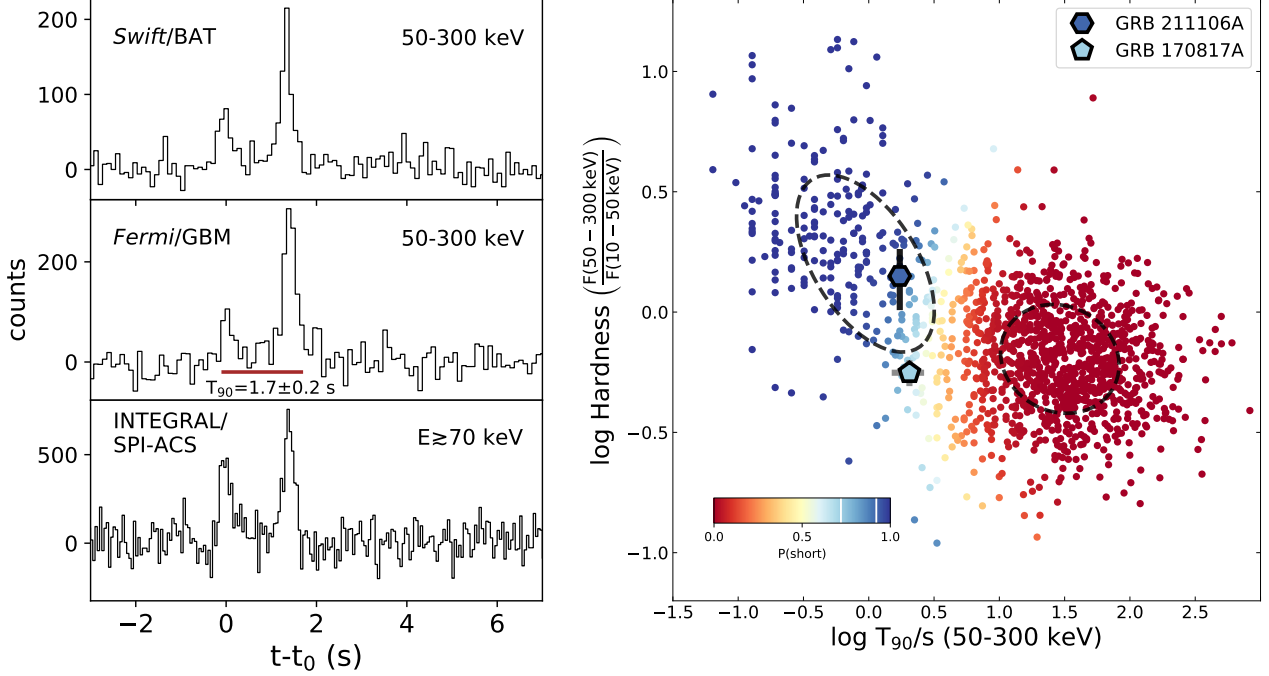 200
100
0
Swift/BAT
50-300 keV
200
0
Fermi/GBM
50-300 keV
T90=1.7±0.2 s
500
0
INTEGRAL/
SPI-ACS
E≳70 keV
counts
−2
0
2
4
6
t-t0 (s)
GRB 211106A
GRB 170817A
1.0
0.5
0.0
−0.5
−1.0
log Hardness (F(50−300 keV)/F(10−50 keV))
0.0
0.5
1.0
P(short)
−1.5
−1.0
−0.5
0.0
0.5
1.0
1.5
2.0
2.5
log T90/s (50-300 keV)